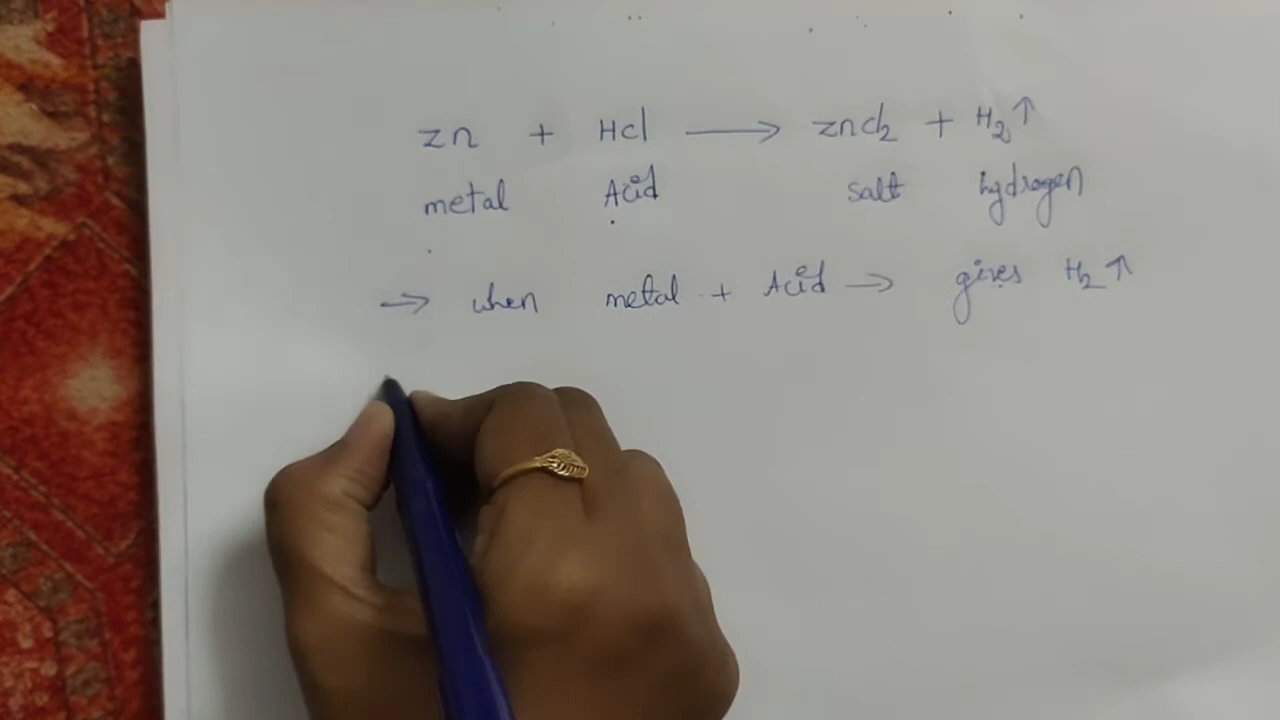 zn + Hcl ⟶ zncl₂ + H₂↑
metal Acid salt hydrogen
→ when metal + Acid → gives H₂↑